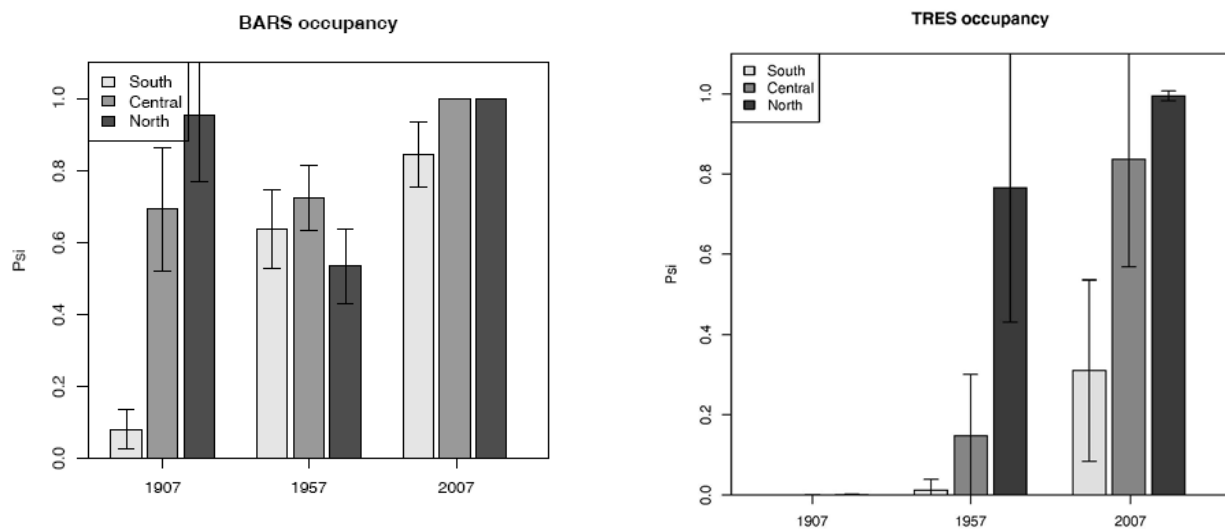 BARS occupancy
South
Central
North
Psi
1.0
0.8
0.6
0.4
0.2
0.0
1907 1957 2007
TRES occupancy
South
Central
North
Psi
1.0
0.8
0.6
0.4
0.2
0.0
1907 1957 2007